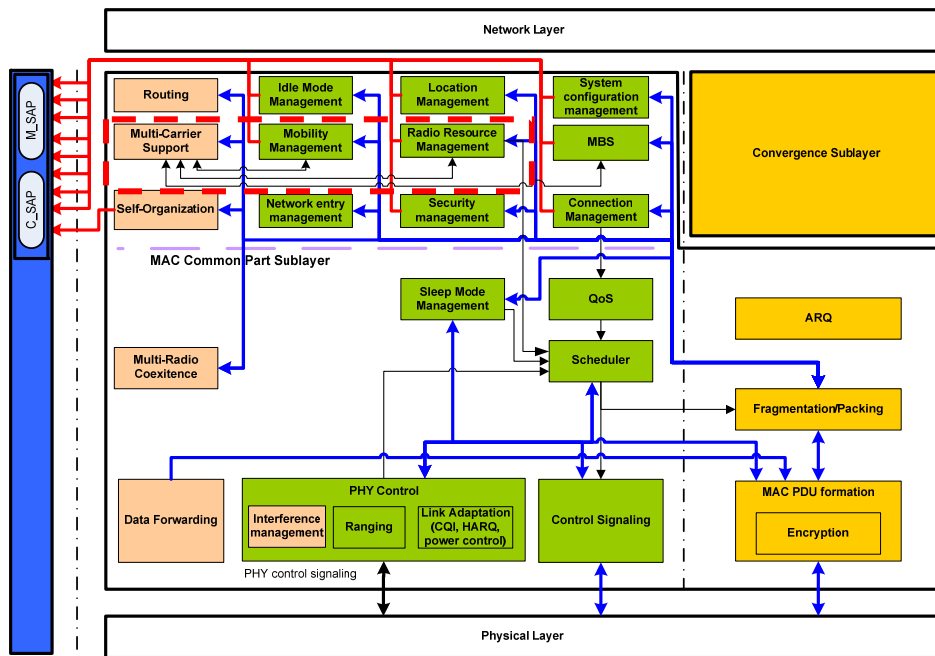 Network Layer
M_SAP
C_SAP
Routing
Idle Mode
Management
Location
Management
System
configuration
management
Multi-Carrier
Support
Mobility
Management
Radio Resource
Management
MBS
Convergence Sublayer
Self-Organization
Network entry
management
Security
management
Connection
Management
MAC Common Part Sublayer
Sleep Mode
Management
QoS
ARQ
Multi-Radio
Coexitence
Scheduler
Fragmentation/Packing
Data Forwarding
PHY Control
Interference
management
Ranging
Link Adaptation
(CQI, HARQ,
power control)
Control Signaling
MAC PDU formation
Encryption
PHY control signaling
Physical Layer